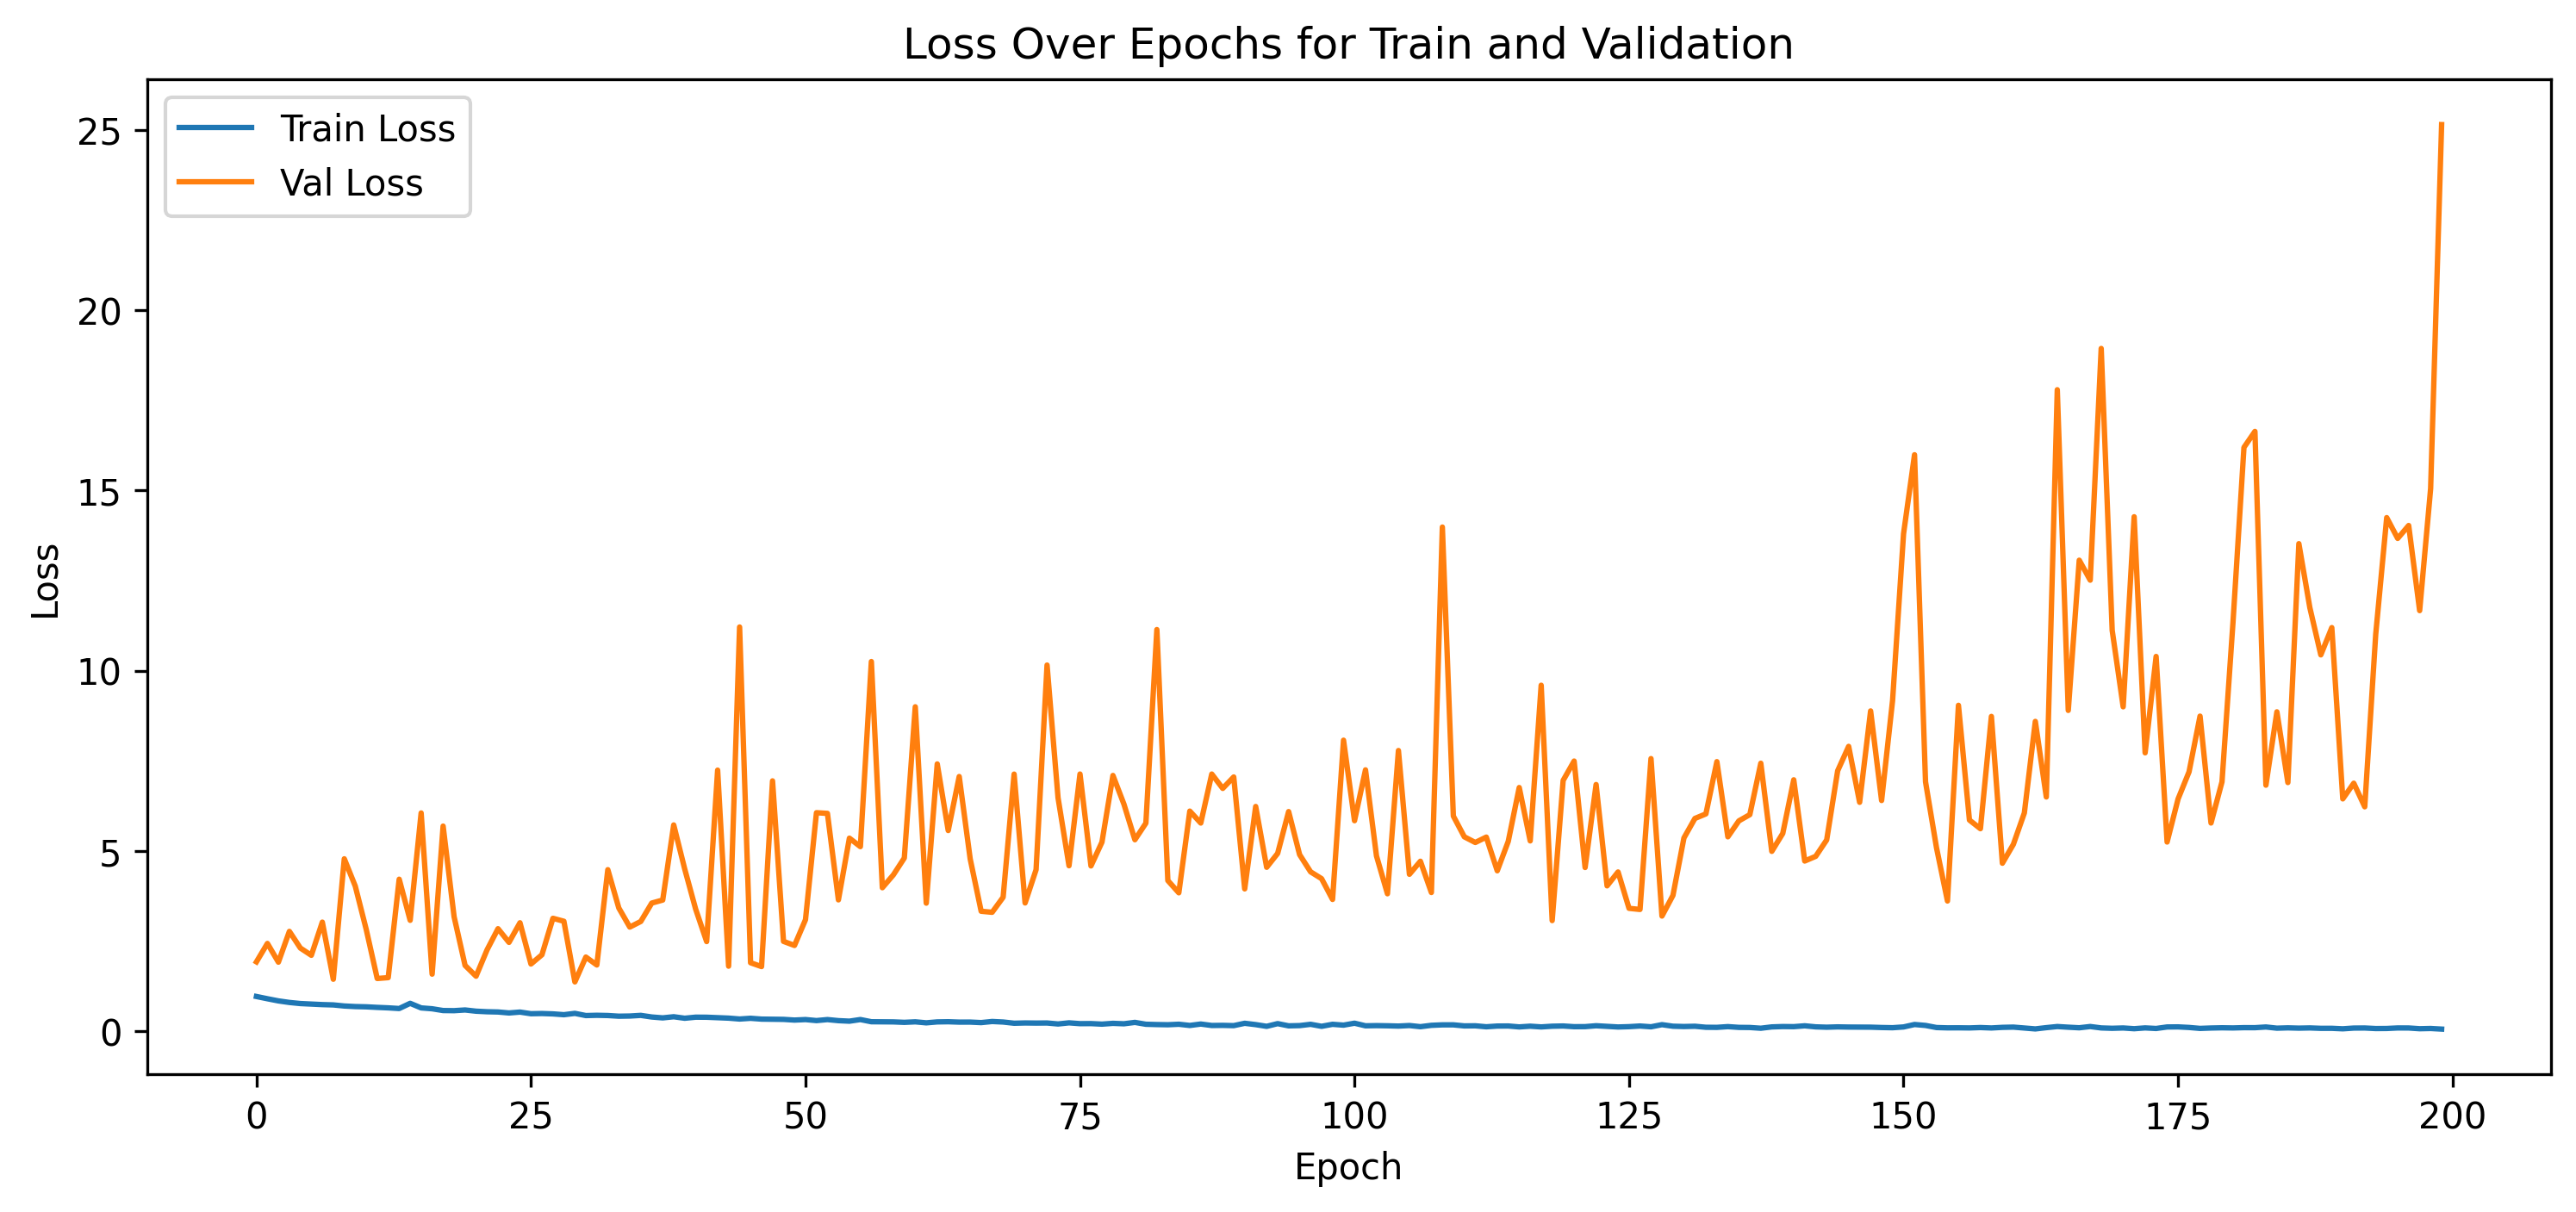 Loss Over Epochs for Train and Validation
Train Loss
Val Loss
25
20
15
10
5
0
Loss
0 25 50 75 100 125 150 175 200
Epoch